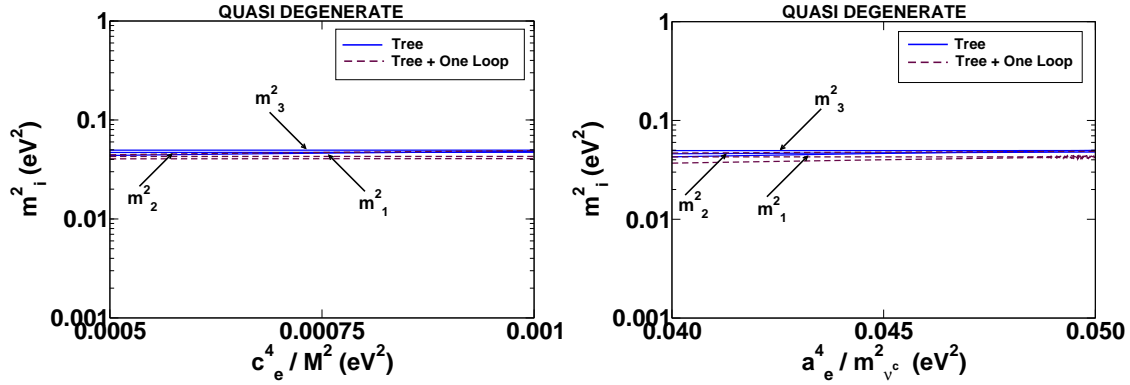 QUASI DEGENERATE
Tree
Tree + One Loop
m²₃
m²₂
m²₁
1
0.1
0.01
0.001
m²ᵢ (eV²)
0.0005
0.00075
0.001
c⁴ₑ / M² (eV²)
QUASI DEGENERATE
Tree
Tree + One Loop
m²₃
m²₂
m²₁
1
0.1
0.01
0.001
m²ᵢ (eV²)
0.040
0.045
0.050
a⁴ₑ / m²_νᶜ (eV²)